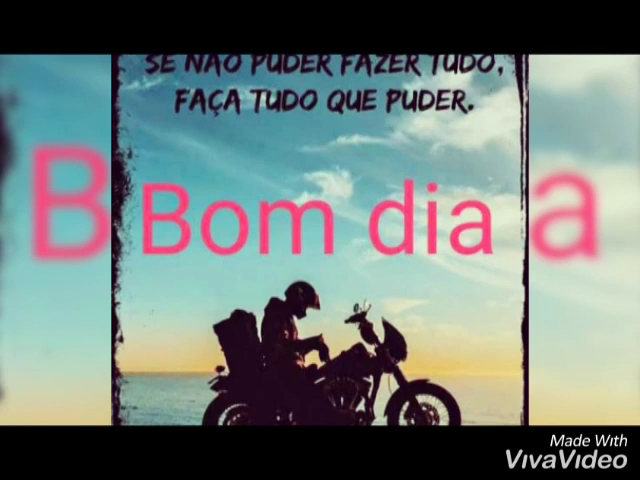 SE NÃO PUDER FAZER TUDO,
FAÇA TUDO QUE PUDER.
B Bom dia a
Made With
VivaVideo